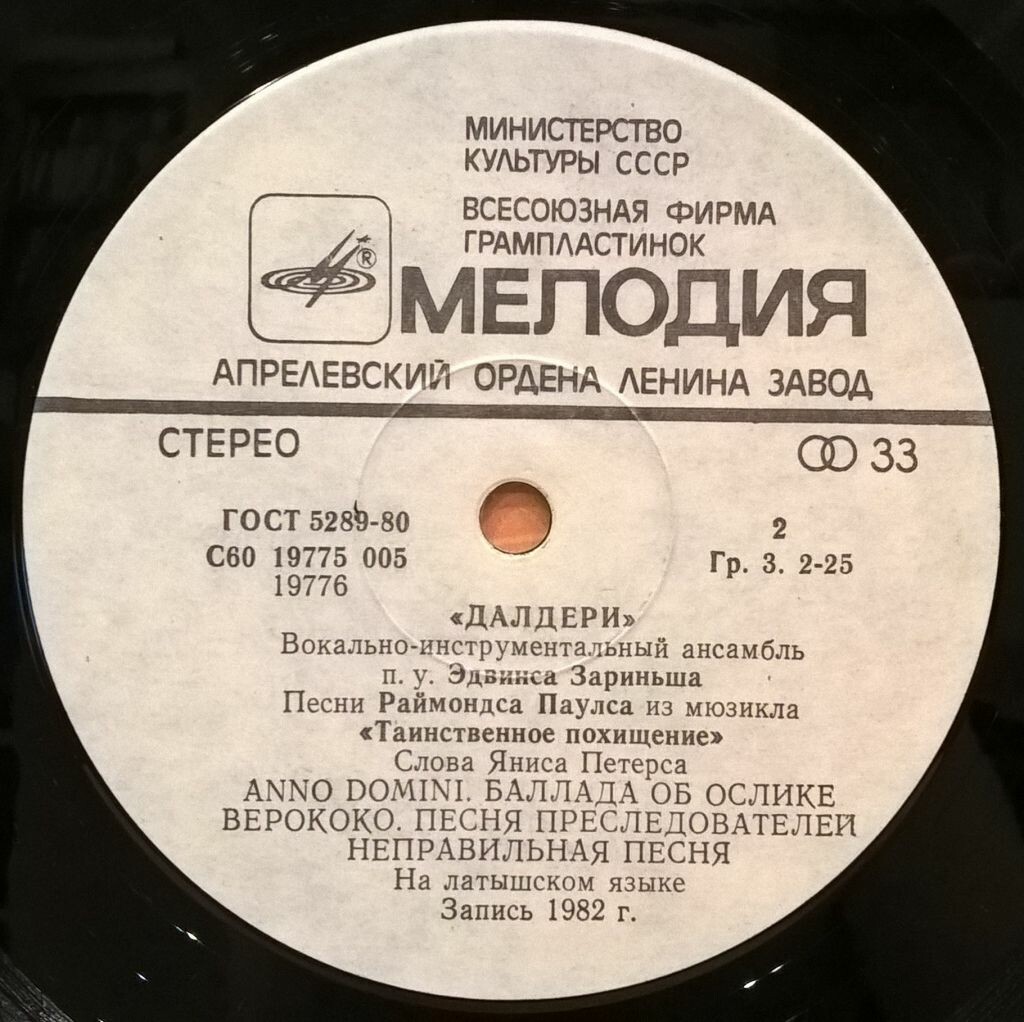 МИНИСТЕРСТВО
КУЛЬТУРЫ СССР
ВСЕСОЮЗНАЯ ФИРМА
ГРАМПЛАСТИНОК
®
МЕЛОДИЯ
АПРЕЛЕВСКИЙ ОРДЕНА ЛЕНИНА ЗАВОД
СТЕРЕО
33
ГОСТ 5289-80
2
С60 19775 005
Гр. 3. 2-25
19776
«ДАЛДЕРИ»
Вокально-инструментальный ансамбль
п. у. Эдвинса Зариньша
Песни Раймондса Паулса из мюзикла
«Таинственное похищение»
Слова Яниса Петерса
ANNO DOMINI. БАЛЛАДА ОБ ОСЛИКЕ
ВЕРОКОКО. ПЕСНЯ ПРЕСЛЕДОВАТЕЛЕЙ
НЕПРАВИЛЬНАЯ ПЕСНЯ
На латышском языке
Запись 1982 г.